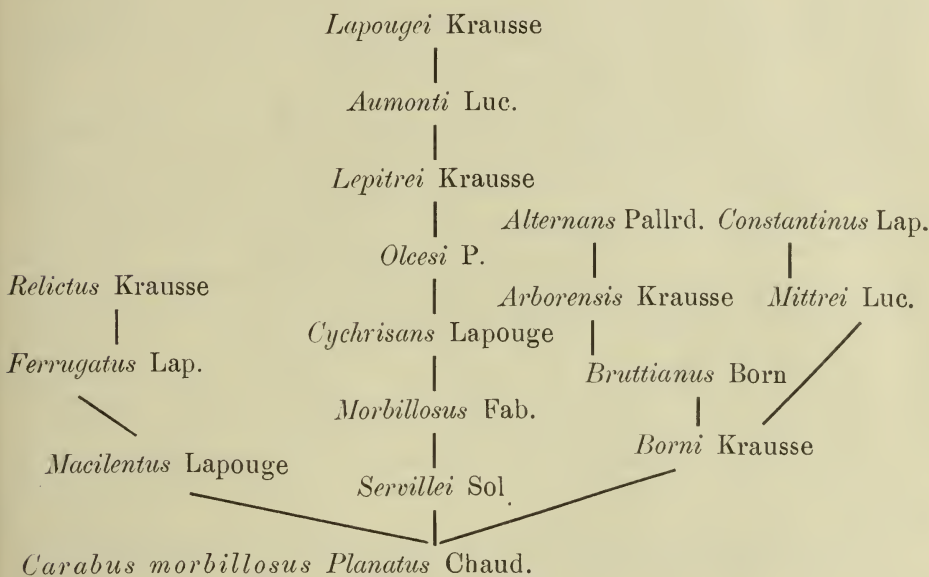 Lapougei Krausse
Aumonti Luc.
Lepitrei Krausse
Alternans Pallrd. Constantinus Lap.
Olcesi P.
Relictus Krausse
Arborensis Krausse
Mittrei Luc.
Cychrisans Lapouge
Ferrugatus Lap.
Bruttianus Born
Morbillosus Fab.
Borni Krausse
Macilentus Lapouge
Servillei Sol
Carabus morbillosus Planatus Chaud.